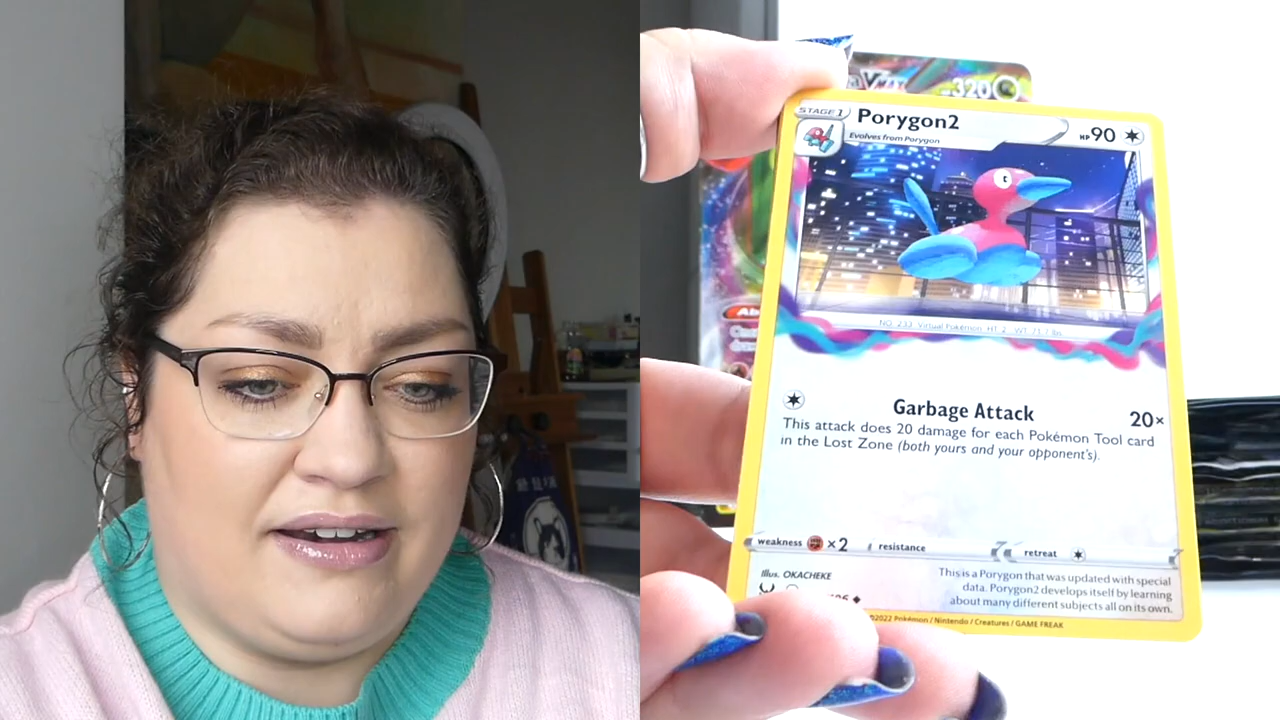 320
STAGE 1
Porygon2
Evolves from Porygon
HP 90
NO. 233 Virtual Pokémon HT 2 WT 71.7 lbs
Garbage Attack
20×
This attack does 20 damage for each Pokémon Tool card
in the Lost Zone (both yours and your opponent's).
weakness ×2
resistance
retreat
Illus. OKACHEKE
This is a Porygon that was updated with special
data. Porygon2 develops itself by learning
about many different subjects all on its own.
©2022 Pokémon / Nintendo / Creatures / GAME FREAK